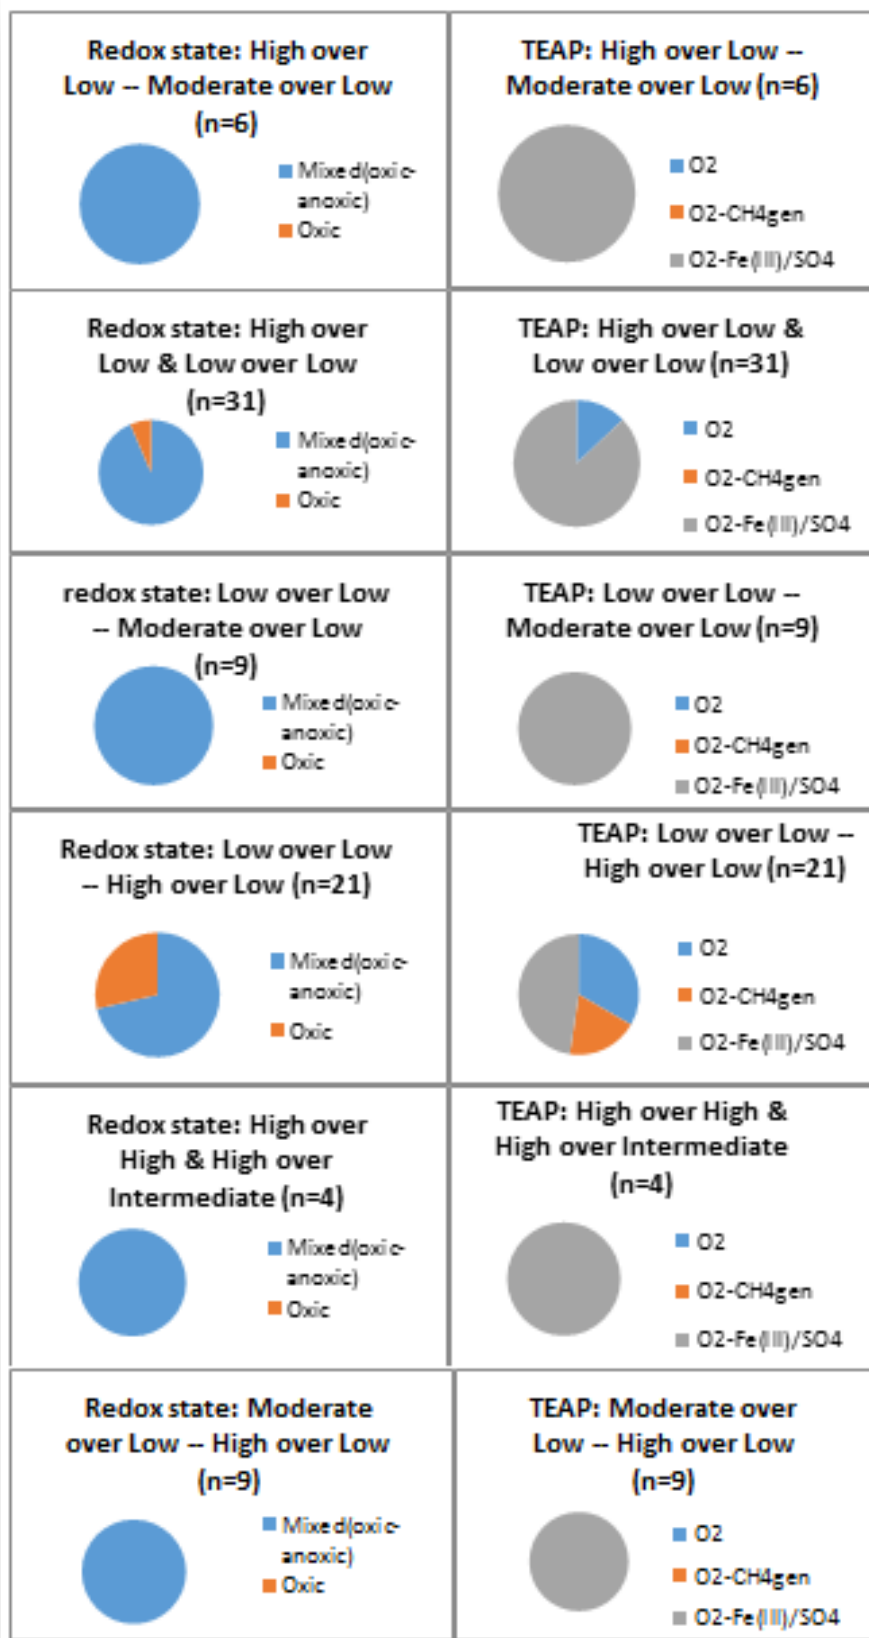 Redox state: High over
Low -- Moderate over Low
(n=6)
Mixed(oxic-
anoxic)
Oxic
TEAP: High over Low --
Moderate over Low (n=6)
O2
O2-CH4gen
O2-Fe(III)/SO4
Redox state: High over
Low & Low over Low
(n=31)
Mixed(oxic-
anoxic)
Oxic
TEAP: High over Low &
Low over Low (n=31)
O2
O2-CH4gen
O2-Fe(III)/SO4
redox state: Low over Low
-- Moderate over Low
(n=9)
Mixed(oxic-
anoxic)
Oxic
TEAP: Low over Low --
Moderate over Low (n=9)
O2
O2-CH4gen
O2-Fe(III)/SO4
Redox state: Low over Low
-- High over Low (n=21)
Mixed(oxic-
anoxic)
Oxic
TEAP: Low over Low --
High over Low (n=21)
O2
O2-CH4gen
O2-Fe(III)/SO4
Redox state: High over
High & High over
Intermediate (n=4)
Mixed(oxic-
anoxic)
Oxic
TEAP: High over High &
High over Intermediate
(n=4)
O2
O2-CH4gen
O2-Fe(III)/SO4
Redox state: Moderate
over Low -- High over Low
(n=9)
Mixed(oxic-
anoxic)
Oxic
TEAP: Moderate over
Low -- High over Low
(n=9)
O2
O2-CH4gen
O2-Fe(III)/SO4